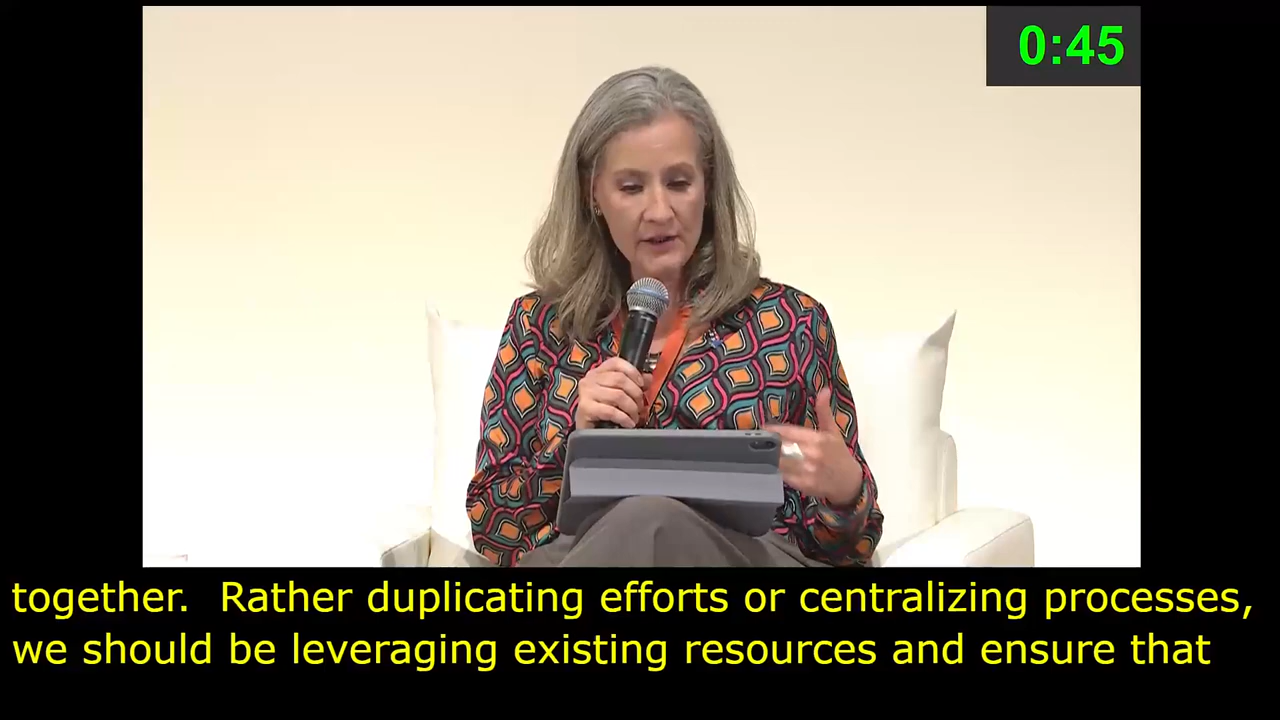 0:45
together.  Rather duplicating efforts or centralizing processes,
we should be leveraging existing resources and ensure that